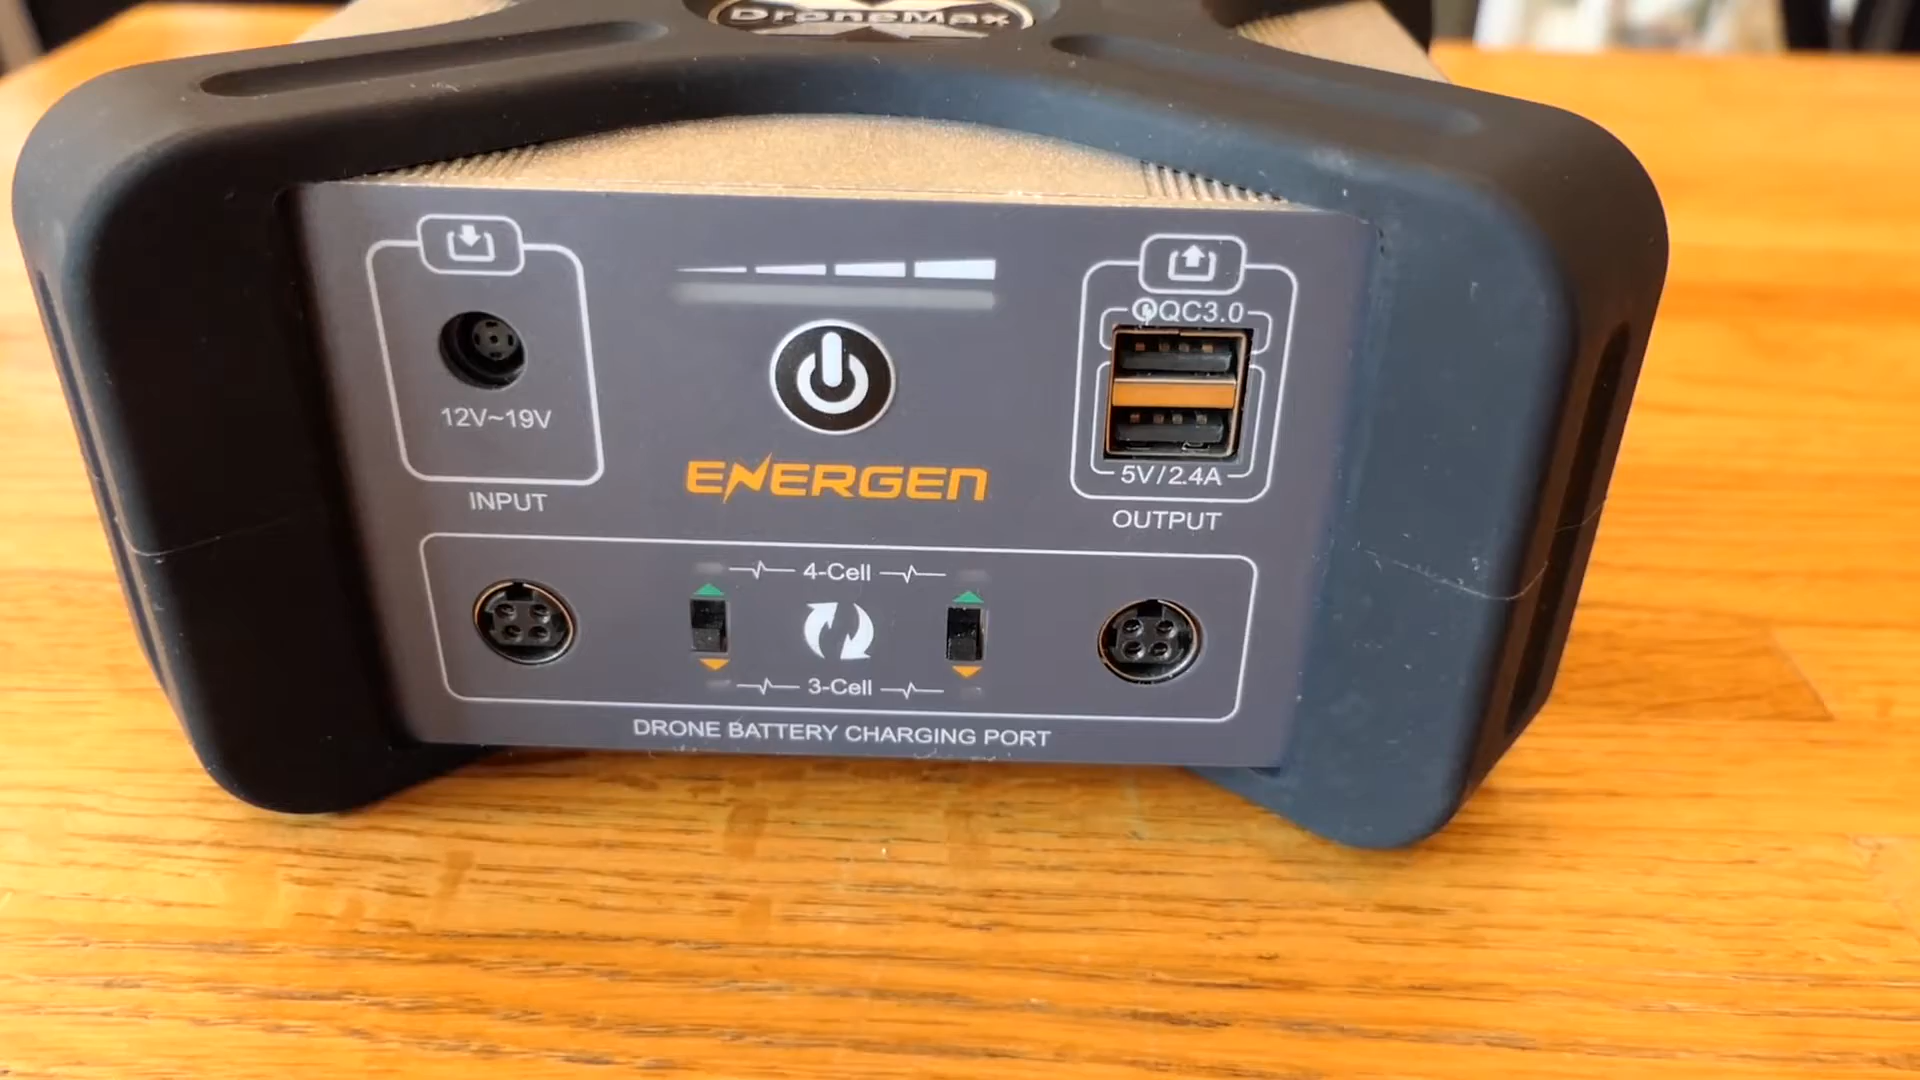 DroneMax
12V~19V
INPUT
ENERGEN
QC3.0
5V/2.4A
OUTPUT
4-Cell
3-Cell
DRONE BATTERY CHARGING PORT